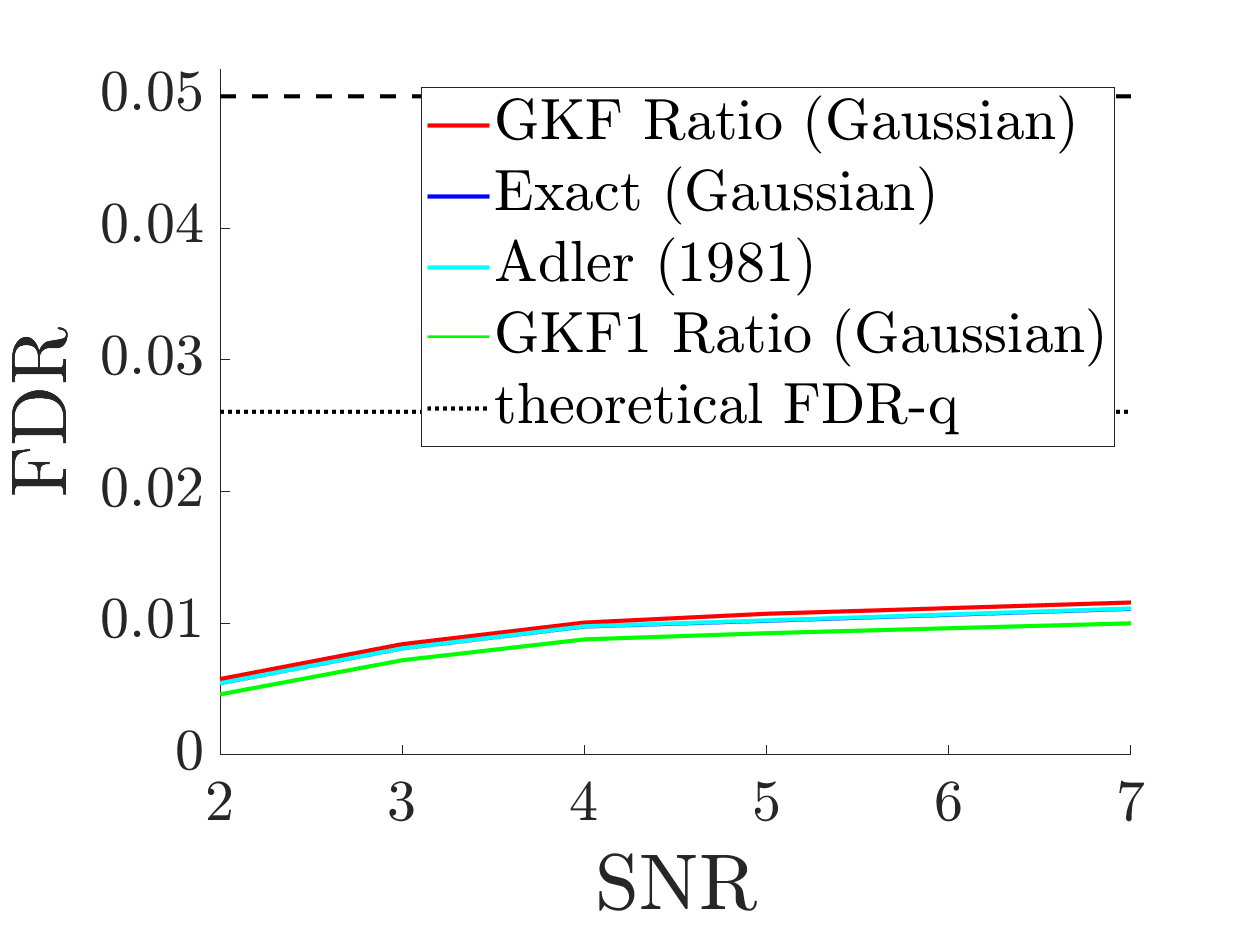 0.05
0.04
0.03
0.02
0.01
0
FDR
GKF Ratio (Gaussian)
Exact (Gaussian)
Adler (1981)
GKF1 Ratio (Gaussian)
theoretical FDR-q
2 3 4 5 6 7
SNR